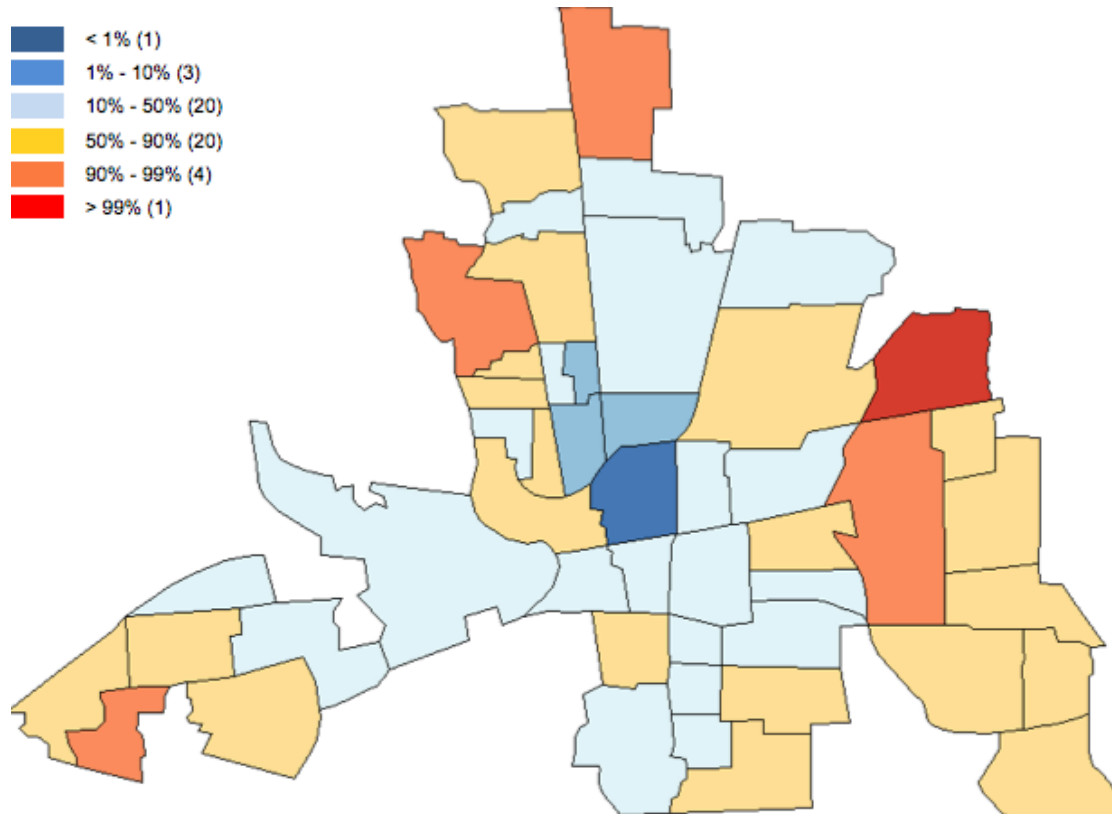 < 1% (1)
1% - 10% (3)
10% - 50% (20)
50% - 90% (20)
90% - 99% (4)
> 99% (1)